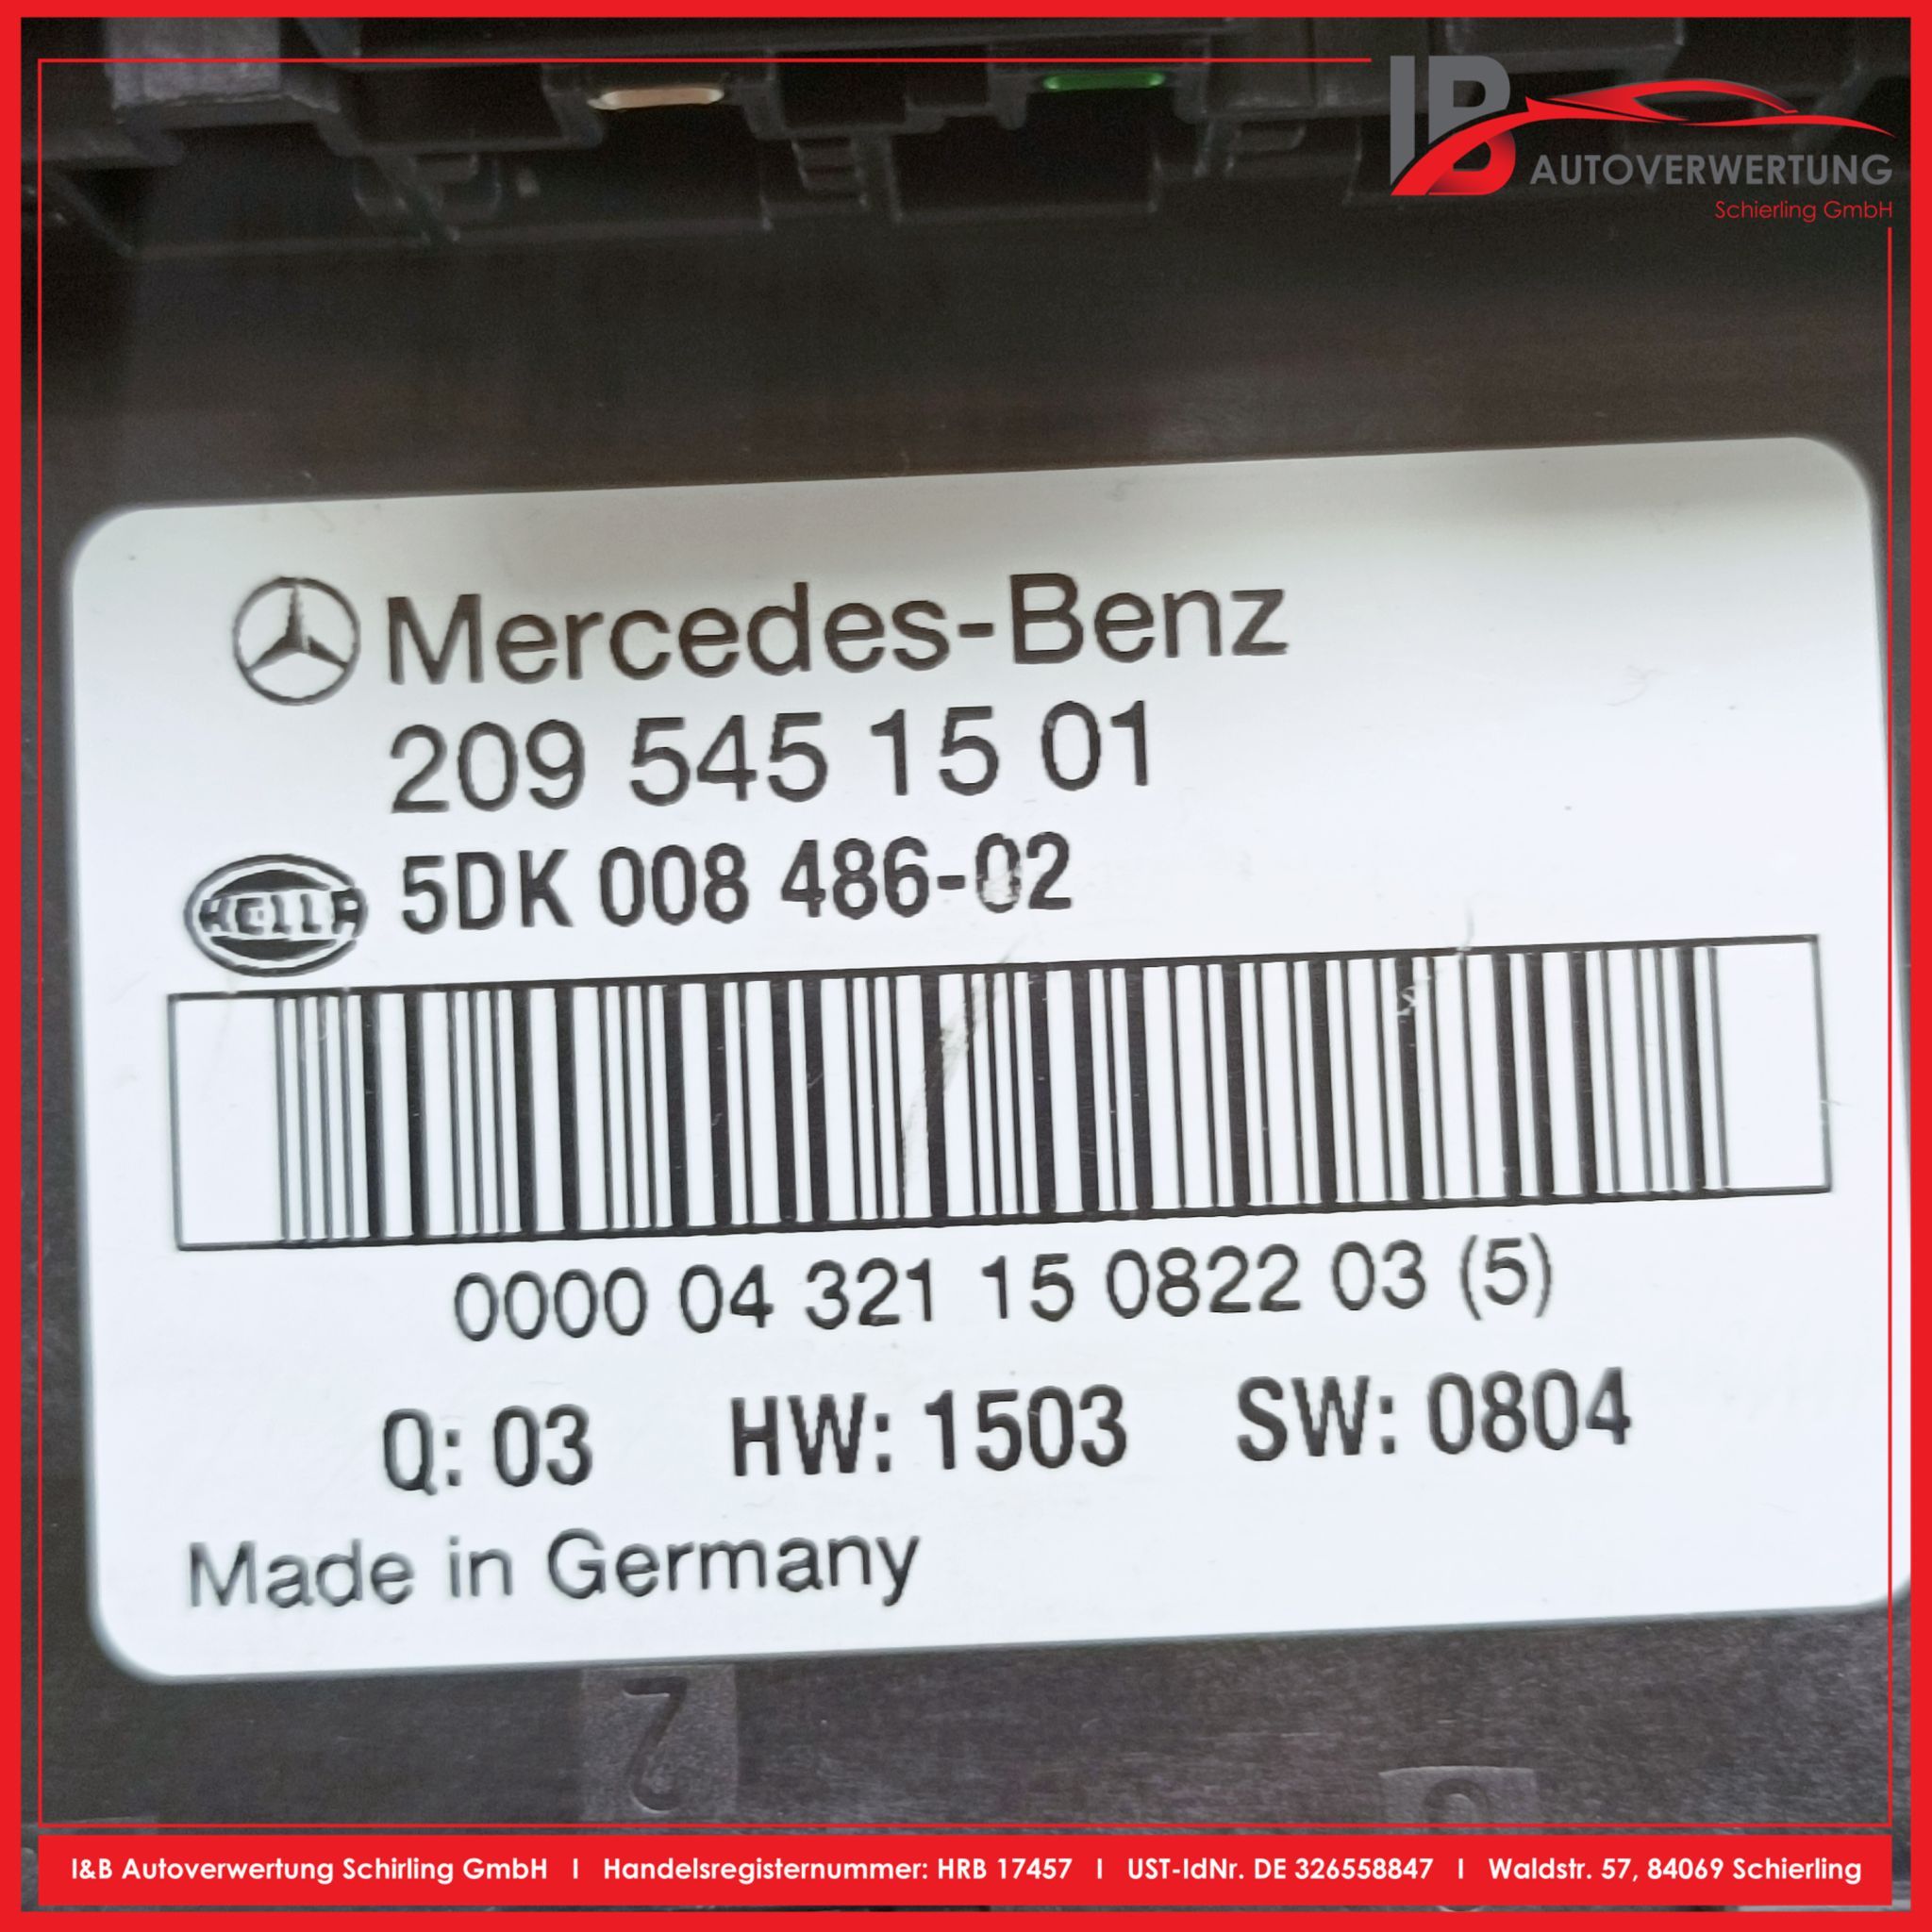 IB
AUTOVERWERTUNG
Schierling GmbH
Mercedes-Benz
209 545 15 01
HELLA 5DK 008 486-02
0000 04 321 15 0822 03 (5)
Q: 03 HW: 1503 SW: 0804
Made in Germany
2
I&B Autoverwertung Schirling GmbH I Handelsregisternummer: HRB 17457 I UST-IdNr. DE 326558847 I Waldstr. 57, 84069 Schierling